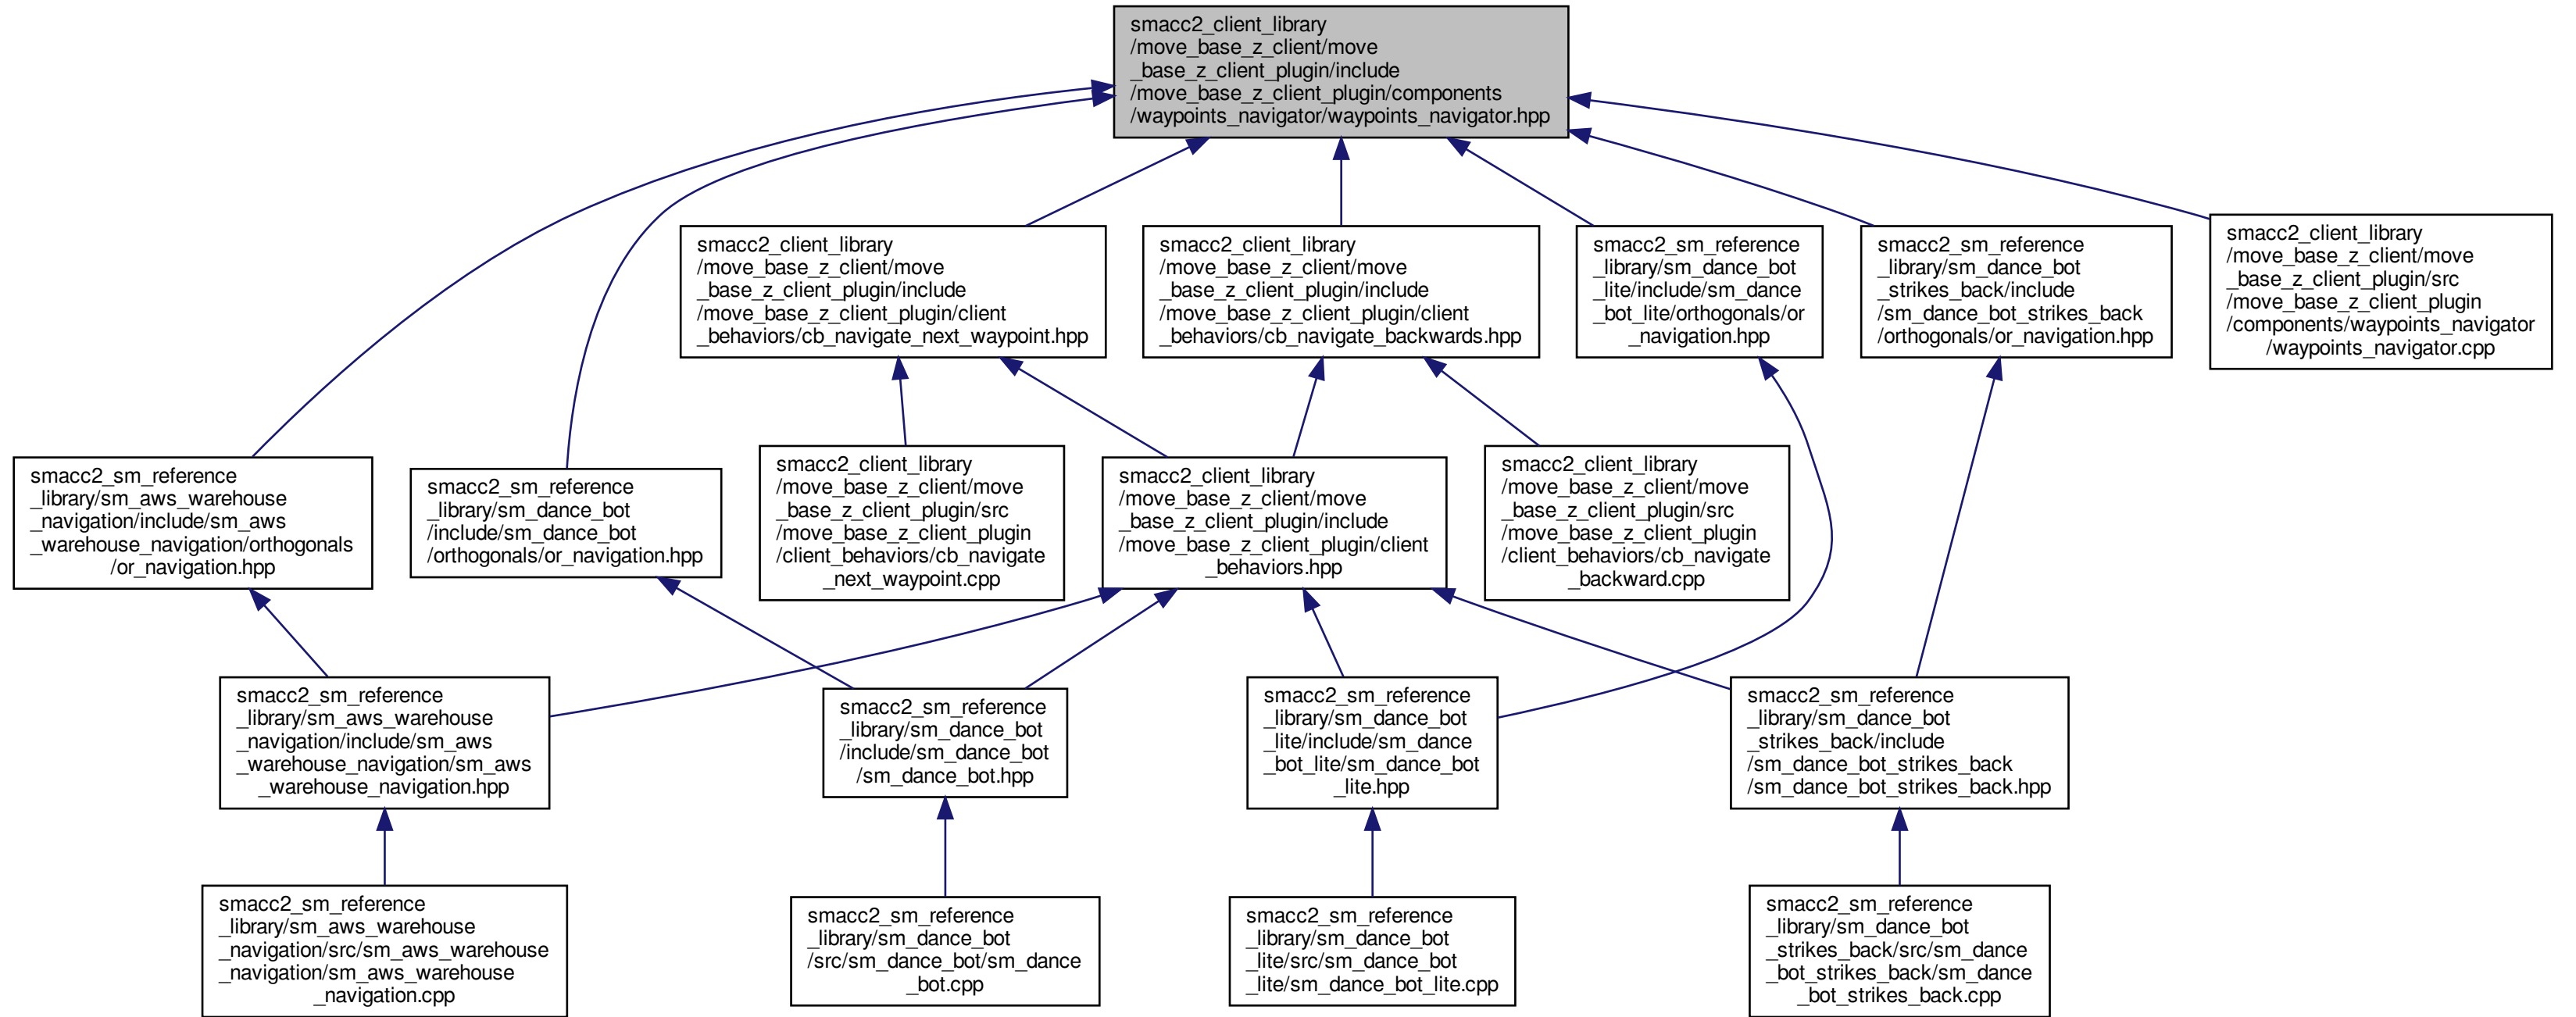 smacc2_client_library
/move_base_z_client/move
_base_z_client_plugin/include
/move_base_z_client_plugin/components
/waypoints_navigator/waypoints_navigator.hpp
smacc2_client_library
/move_base_z_client/move
_base_z_client_plugin/include
/move_base_z_client_plugin/client
_behaviors/cb_navigate_next_waypoint.hpp
smacc2_client_library
/move_base_z_client/move
_base_z_client_plugin/include
/move_base_z_client_plugin/client
_behaviors/cb_navigate_backwards.hpp
smacc2_sm_reference
_library/sm_dance_bot
_lite/include/sm_dance
_bot_lite/orthogonals/or
_navigation.hpp
smacc2_sm_reference
_library/sm_dance_bot
_strikes_back/include
/sm_dance_bot_strikes_back
/orthogonals/or_navigation.hpp
smacc2_client_library
/move_base_z_client/move
_base_z_client_plugin/src
/move_base_z_client_plugin
/components/waypoints_navigator
/waypoints_navigator.cpp
smacc2_sm_reference
_library/sm_aws_warehouse
_navigation/include/sm_aws
_warehouse_navigation/orthogonals
/or_navigation.hpp
smacc2_sm_reference
_library/sm_dance_bot
/include/sm_dance_bot
/orthogonals/or_navigation.hpp
smacc2_client_library
/move_base_z_client/move
_base_z_client_plugin/src
/move_base_z_client_plugin
/client_behaviors/cb_navigate
_next_waypoint.cpp
smacc2_client_library
/move_base_z_client/move
_base_z_client_plugin/include
/move_base_z_client_plugin/client
_behaviors.hpp
smacc2_client_library
/move_base_z_client/move
_base_z_client_plugin/src
/move_base_z_client_plugin
/client_behaviors/cb_navigate
_backward.cpp
smacc2_sm_reference
_library/sm_aws_warehouse
_navigation/include/sm_aws
_warehouse_navigation/sm_aws
_warehouse_navigation.hpp
smacc2_sm_reference
_library/sm_dance_bot
/include/sm_dance_bot
/sm_dance_bot.hpp
smacc2_sm_reference
_library/sm_dance_bot
_lite/include/sm_dance
_bot_lite/sm_dance_bot
_lite.hpp
smacc2_sm_reference
_library/sm_dance_bot
_strikes_back/include
/sm_dance_bot_strikes_back
/sm_dance_bot_strikes_back.hpp
smacc2_sm_reference
_library/sm_aws_warehouse
_navigation/src/sm_aws_warehouse
_navigation/sm_aws_warehouse
_navigation.cpp
smacc2_sm_reference
_library/sm_dance_bot
/src/sm_dance_bot/sm_dance
_bot.cpp
smacc2_sm_reference
_library/sm_dance_bot
_lite/src/sm_dance_bot
_lite/sm_dance_bot_lite.cpp
smacc2_sm_reference
_library/sm_dance_bot
_strikes_back/src/sm_dance
_bot_strikes_back/sm_dance
_bot_strikes_back.cpp